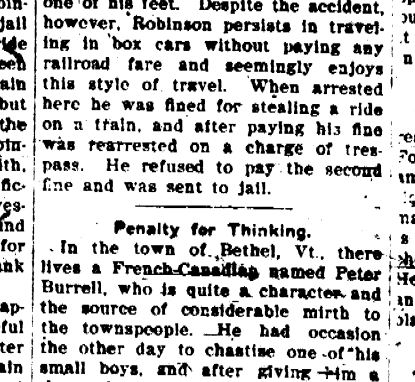 one of his feet. Despite the accident,
however, Robinson persists in travel-
ing in box cars without paying any
railroad fare and seemingly enjoys
this style of travel. When arrested
here he was fined for stealing a ride
on a train, and after paying his fine
was rearrested on a charge of tres-
pass. He refused to pay the second
fine and was sent to jail.
Penalty for Thinking.
In the town of Bethel, Vt., there
lives a French-Canadian named Peter
Burrell, who is quite a character and
the source of considerable mirth to
the townspeople. He had occasion
the other day to chastise one of his
small boys, and after giving him a